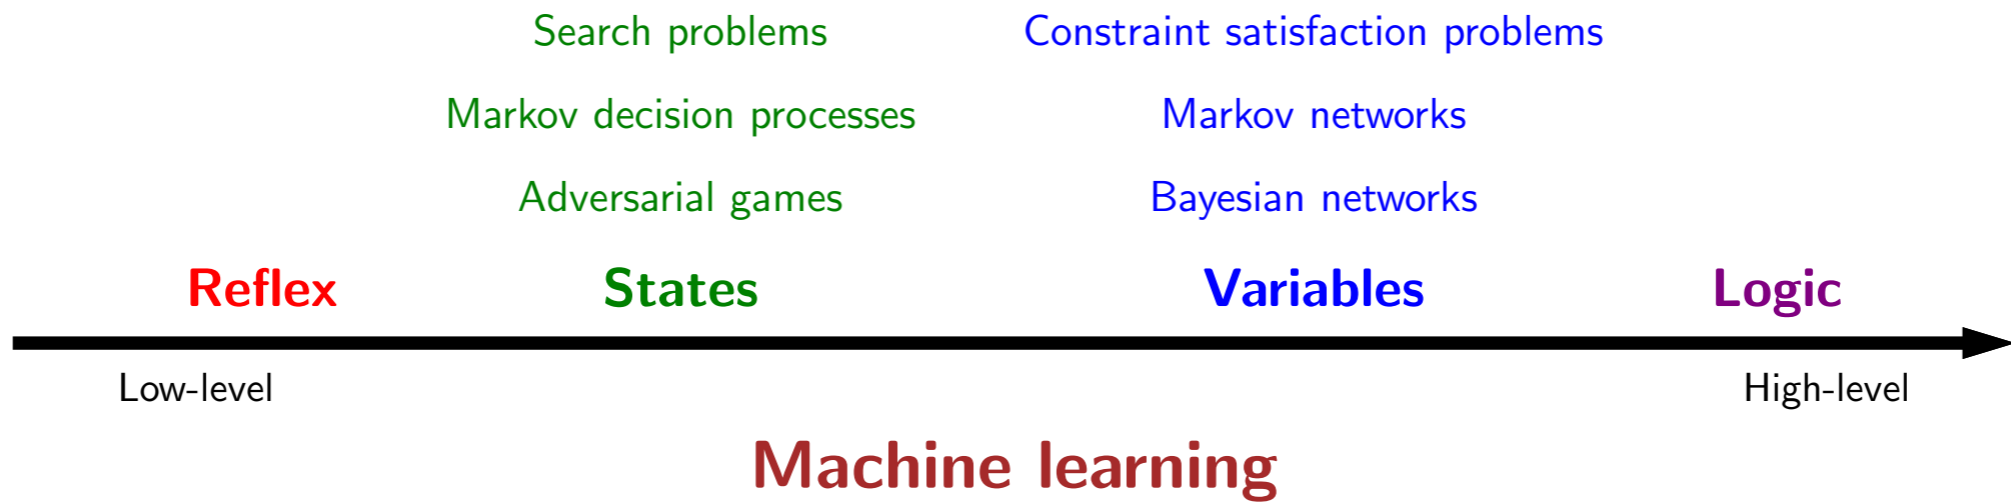 Search problems
Constraint satisfaction problems
Markov decision processes
Markov networks
Adversarial games
Bayesian networks
Reflex
States
Variables
Logic
Low-level
High-level
Machine learning